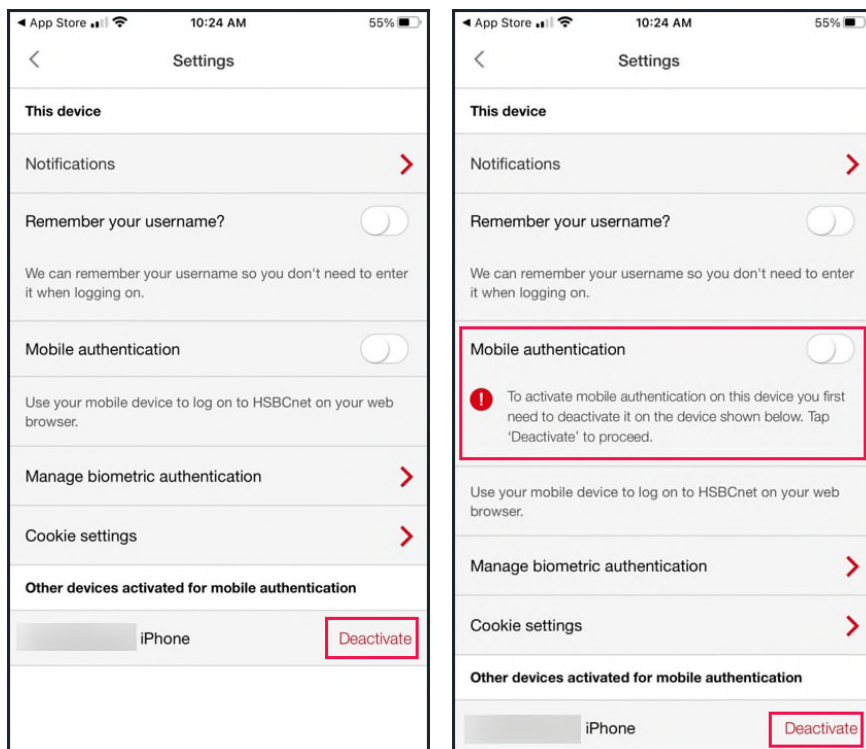 App Store 10:24 AM 55%
Settings
This device
Notifications
Remember your username?
We can remember your username so you don't need to enter
it when logging on.
Mobile authentication
Use your mobile device to log on to HSBCnet on your web
browser.
Manage biometric authentication
Cookie settings
Other devices activated for mobile authentication
iPhone Deactivate
App Store 10:24 AM 55%
Settings
This device
Notifications
Remember your username?
We can remember your username so you don't need to enter
it when logging on.
Mobile authentication
! To activate mobile authentication on this device you first
need to deactivate it on the device shown below. Tap
'Deactivate' to proceed.
Use your mobile device to log on to HSBCnet on your web
browser.
Manage biometric authentication
Cookie settings
Other devices activated for mobile authentication
iPhone Deactivate